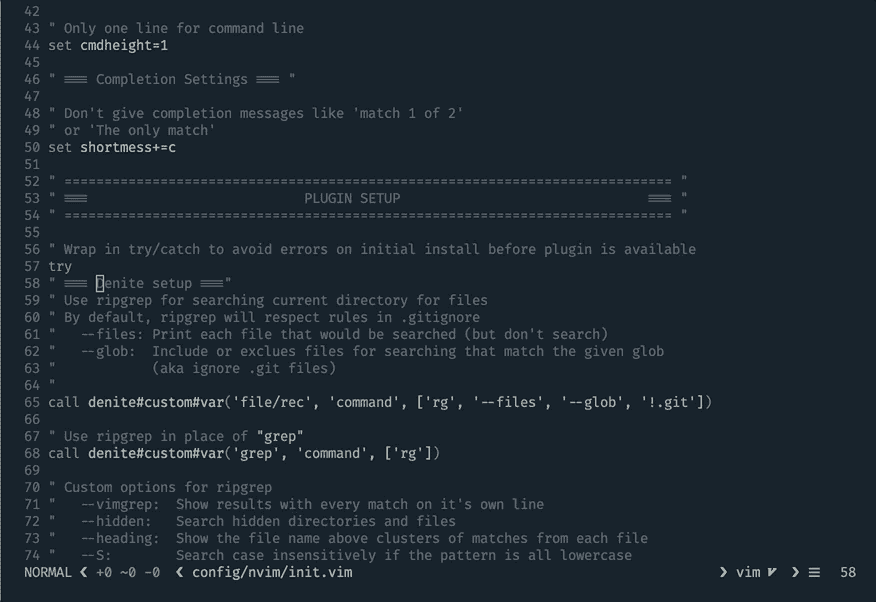 42
43 " Only one line for command line
44 set cmdheight=1
45
46 " === Completion Settings === "
47
48 " Don't give completion messages like 'match 1 of 2'
49 " or 'The only match'
50 set shortmess+=c
51
52 " ============================================================================ "
53 " ===                           PLUGIN SETUP                               === "
54 " ============================================================================ "
55
56 " Wrap in try/catch to avoid errors on initial install before plugin is available
57 try
58 " === Denite setup ==="
59 " Use ripgrep for searching current directory for files
60 " By default, ripgrep will respect rules in .gitignore
61 "   --files: Print each file that would be searched (but don't search)
62 "   --glob:  Include or exclues files for searching that match the given glob
63 "            (aka ignore .git files)
64 "
65 call denite#custom#var('file/rec', 'command', ['rg', '--files', '--glob', '!.git'])
66
67 " Use ripgrep in place of "grep"
68 call denite#custom#var('grep', 'command', ['rg'])
69
70 " Custom options for ripgrep
71 "   --vimgrep:  Show results with every match on it's own line
72 "   --hidden:   Search hidden directories and files
73 "   --heading:  Show the file name above clusters of matches from each file
74 "   --S:        Search case insensitively if the pattern is all lowercase
NORMAL ❮ +0 ~0 -0 ❮ config/nvim/init.vim ❯ vim ❯ ☰ 58